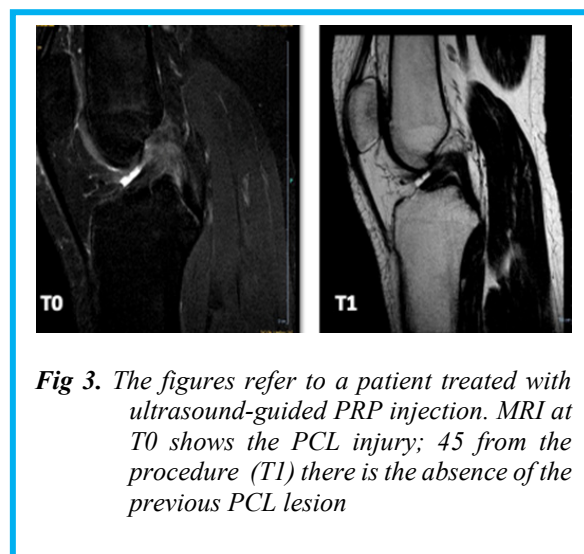 T0
T1
Fig 3. The figures refer to a patient treated with
ultrasound-guided PRP injection. MRI at
T0 shows the PCL injury; 45 from the
procedure (T1) there is the absence of the
previous PCL lesion